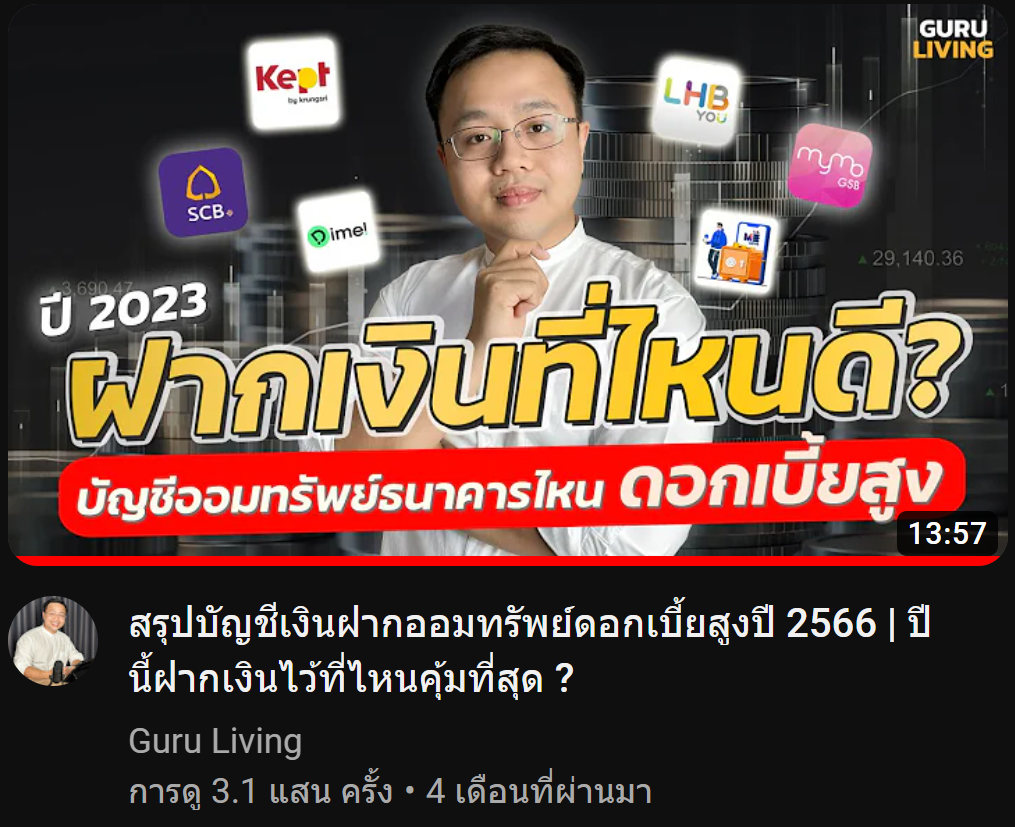 GURU
LIVING
Kept
by krungsri
LHB
YOU
mymo
GSB
SCB
Dime!
ME
29,140.36
3,690.47
ปี 2023
ฝากเงินที่ไหนดี?
บัญชีออมทรัพย์ธนาคารไหน ดอกเบี้ยสูง
13:57
สรุปบัญชีเงินฝากออมทรัพย์ดอกเบี้ยสูงปี 2566 | ปี
นี้ฝากเงินไว้ที่ไหนคุ้มที่สุด ?
Guru Living
การดู 3.1 แสน ครั้ง • 4 เดือนที่ผ่านมา